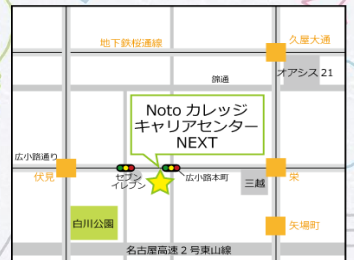 地下鉄桜通線
久屋大通
オアシス21
錦通
Noto カレッジ
キャリアセンター
NEXT
広小路通り
伏見
セブン
イレブン
広小路本町
三越
栄
白川公園
矢場町
名古屋高速2号東山線